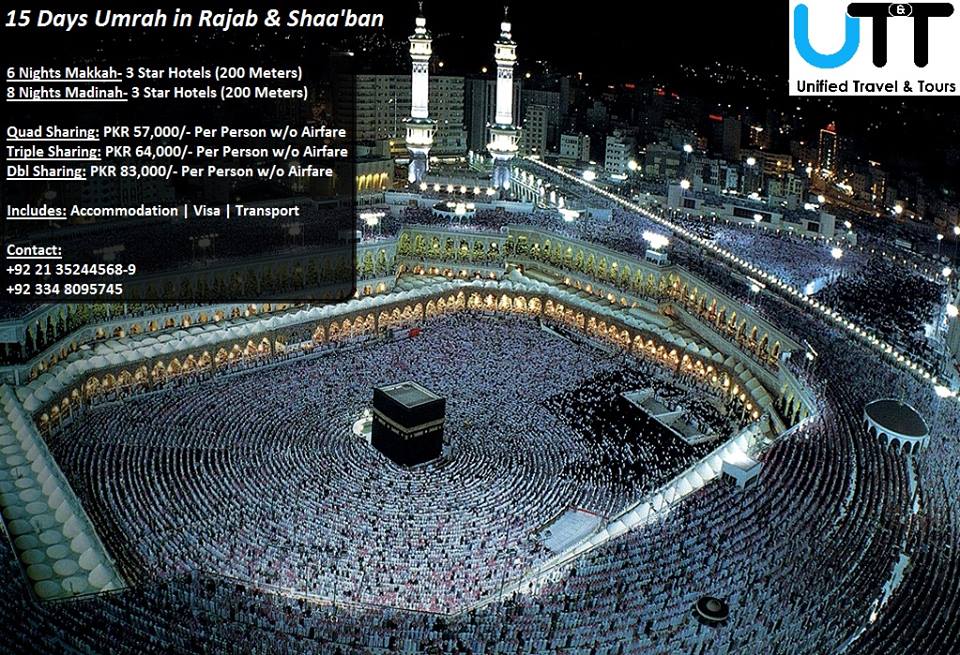 15 Days Umrah in Rajab & Shaa'ban
6 Nights Makkah- 3 Star Hotels (200 Meters)
8 Nights Madinah- 3 Star Hotels (200 Meters)
Quad Sharing: PKR 57,000/- Per Person w/o Airfare
Triple Sharing: PKR 64,000/- Per Person w/o Airfare
Dbl Sharing: PKR 83,000/- Per Person w/o Airfare
Includes: Accommodation | Visa | Transport
Contact:
+92 21 35244568-9
+92 334 8095745
UT&T
Unified Travel & Tours